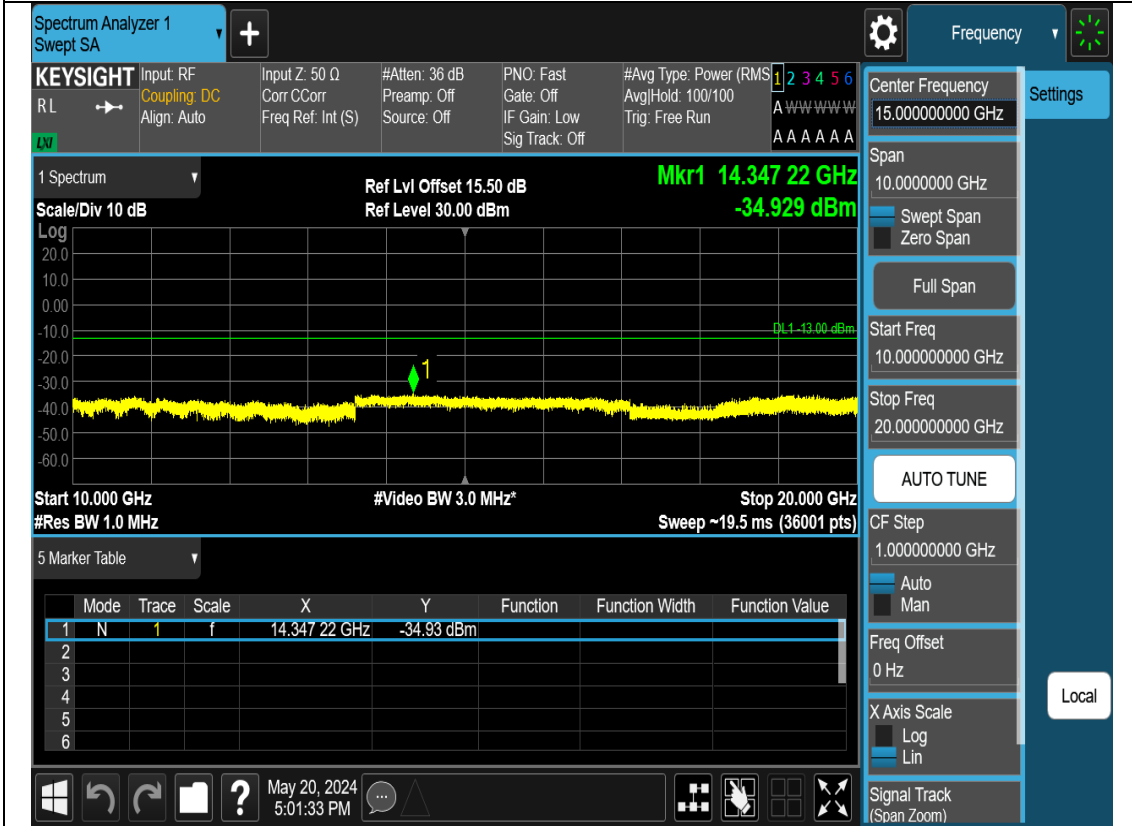 Spectrum Analyzer 1
Swept SA
+
Frequency
KEYSIGHT
RL
LXI
Input: RF
Coupling: DC
Align: Auto
Input Z: 50 Ω
Corr CCorr
Freq Ref: Int (S)
#Atten: 36 dB
Preamp: Off
Source: Off
PNO: Fast
Gate: Off
IF Gain: Low
Sig Track: Off
#Avg Type: Power (RMS
Avg|Hold: 100/100
Trig: Free Run
1 2 3 4 5 6
A W W W W W
A A A A A A
1 Spectrum
Scale/Div 10 dB
Ref Lvl Offset 15.50 dB
Ref Level 30.00 dBm
Mkr1 14.347 22 GHz
-34.929 dBm
Log
20.0
10.0
0.00
-10.0
-20.0
-30.0
-40.0
-50.0
-60.0
DL1 -13.00 dBm
1
Start 10.000 GHz
#Video BW 3.0 MHz*
Stop 20.000 GHz
#Res BW 1.0 MHz
Sweep ~19.5 ms (36001 pts)
5 Marker Table
Mode Trace Scale X Y Function Function Width Function Value
1 N 1 f 14.347 22 GHz -34.93 dBm
2
3
4
5
6
May 20, 2024
5:01:33 PM
?
Center Frequency
15.000000000 GHz
Settings
Span
10.0000000 GHz
Swept Span
Zero Span
Full Span
Start Freq
10.000000000 GHz
Stop Freq
20.000000000 GHz
AUTO TUNE
CF Step
1.000000000 GHz
Auto
Man
Freq Offset
0 Hz
X Axis Scale
Log
Lin
Local
Signal Track
(Span Zoom)